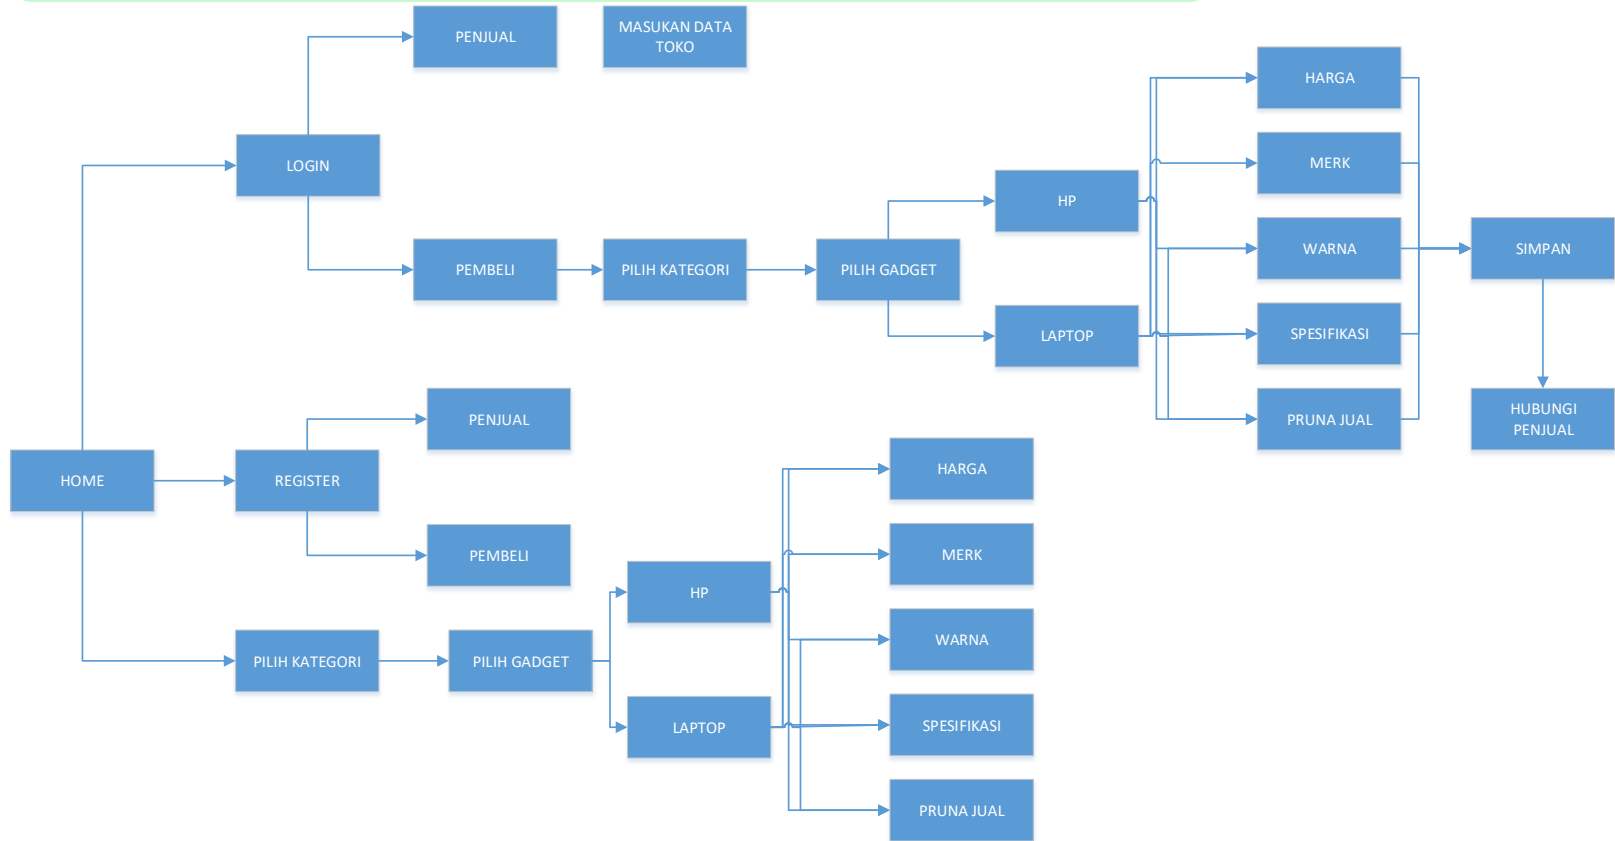 PENJUAL
MASUKAN DATA
TOKO
HARGA
LOGIN
MERK
HP
WARNA
SIMPAN
PEMBELI
PILIH KATEGORI
PILIH GADGET
LAPTOP
SPESIFIKASI
PENJUAL
PRUNA JUAL
HUBUNGI
PENJUAL
HOME
REGISTER
HARGA
PEMBELI
MERK
HP
WARNA
PILIH KATEGORI
PILIH GADGET
LAPTOP
SPESIFIKASI
PRUNA JUAL